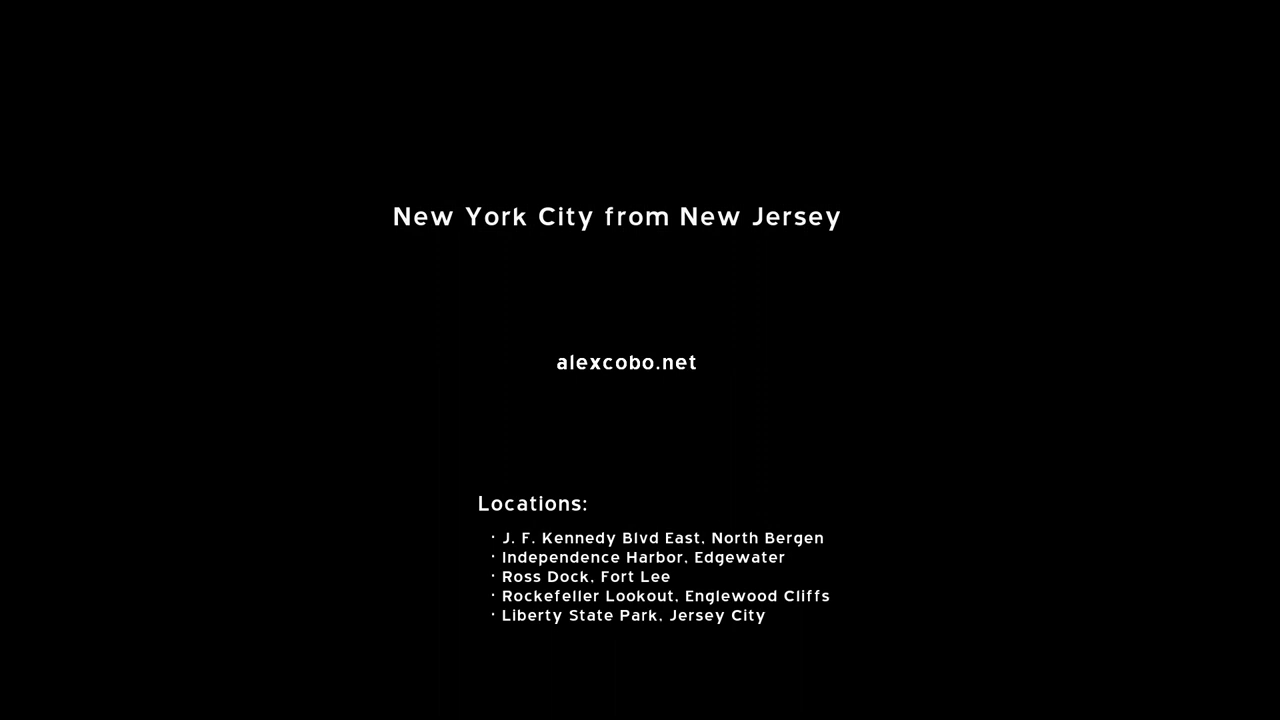 New York City from New Jersey
alexcobo.net
Locations:
· J. F. Kennedy Blvd East, North Bergen
· Independence Harbor, Edgewater
· Ross Dock, Fort Lee
· Rockefeller Lookout, Englewood Cliffs
· Liberty State Park, Jersey City